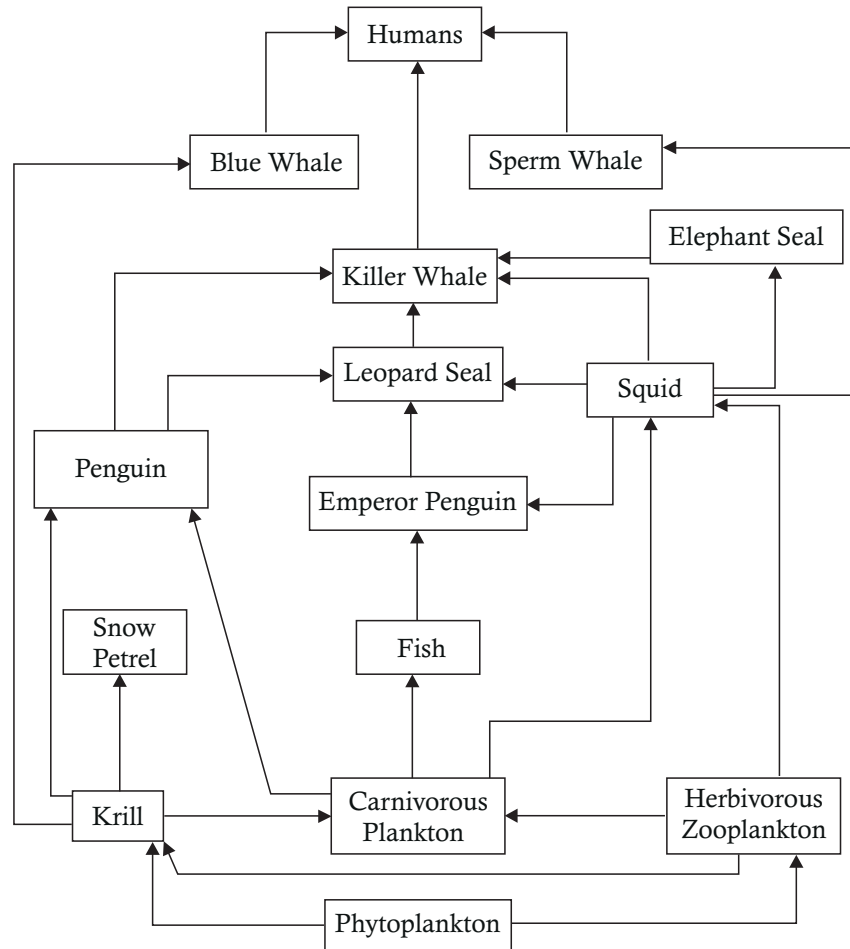 Humans
Blue Whale
Sperm Whale
Elephant Seal
Killer Whale
Leopard Seal
Squid
Penguin
Emperor Penguin
Snow
Petrel
Fish
Krill
Carnivorous
Plankton
Herbivorous
Zooplankton
Phytoplankton